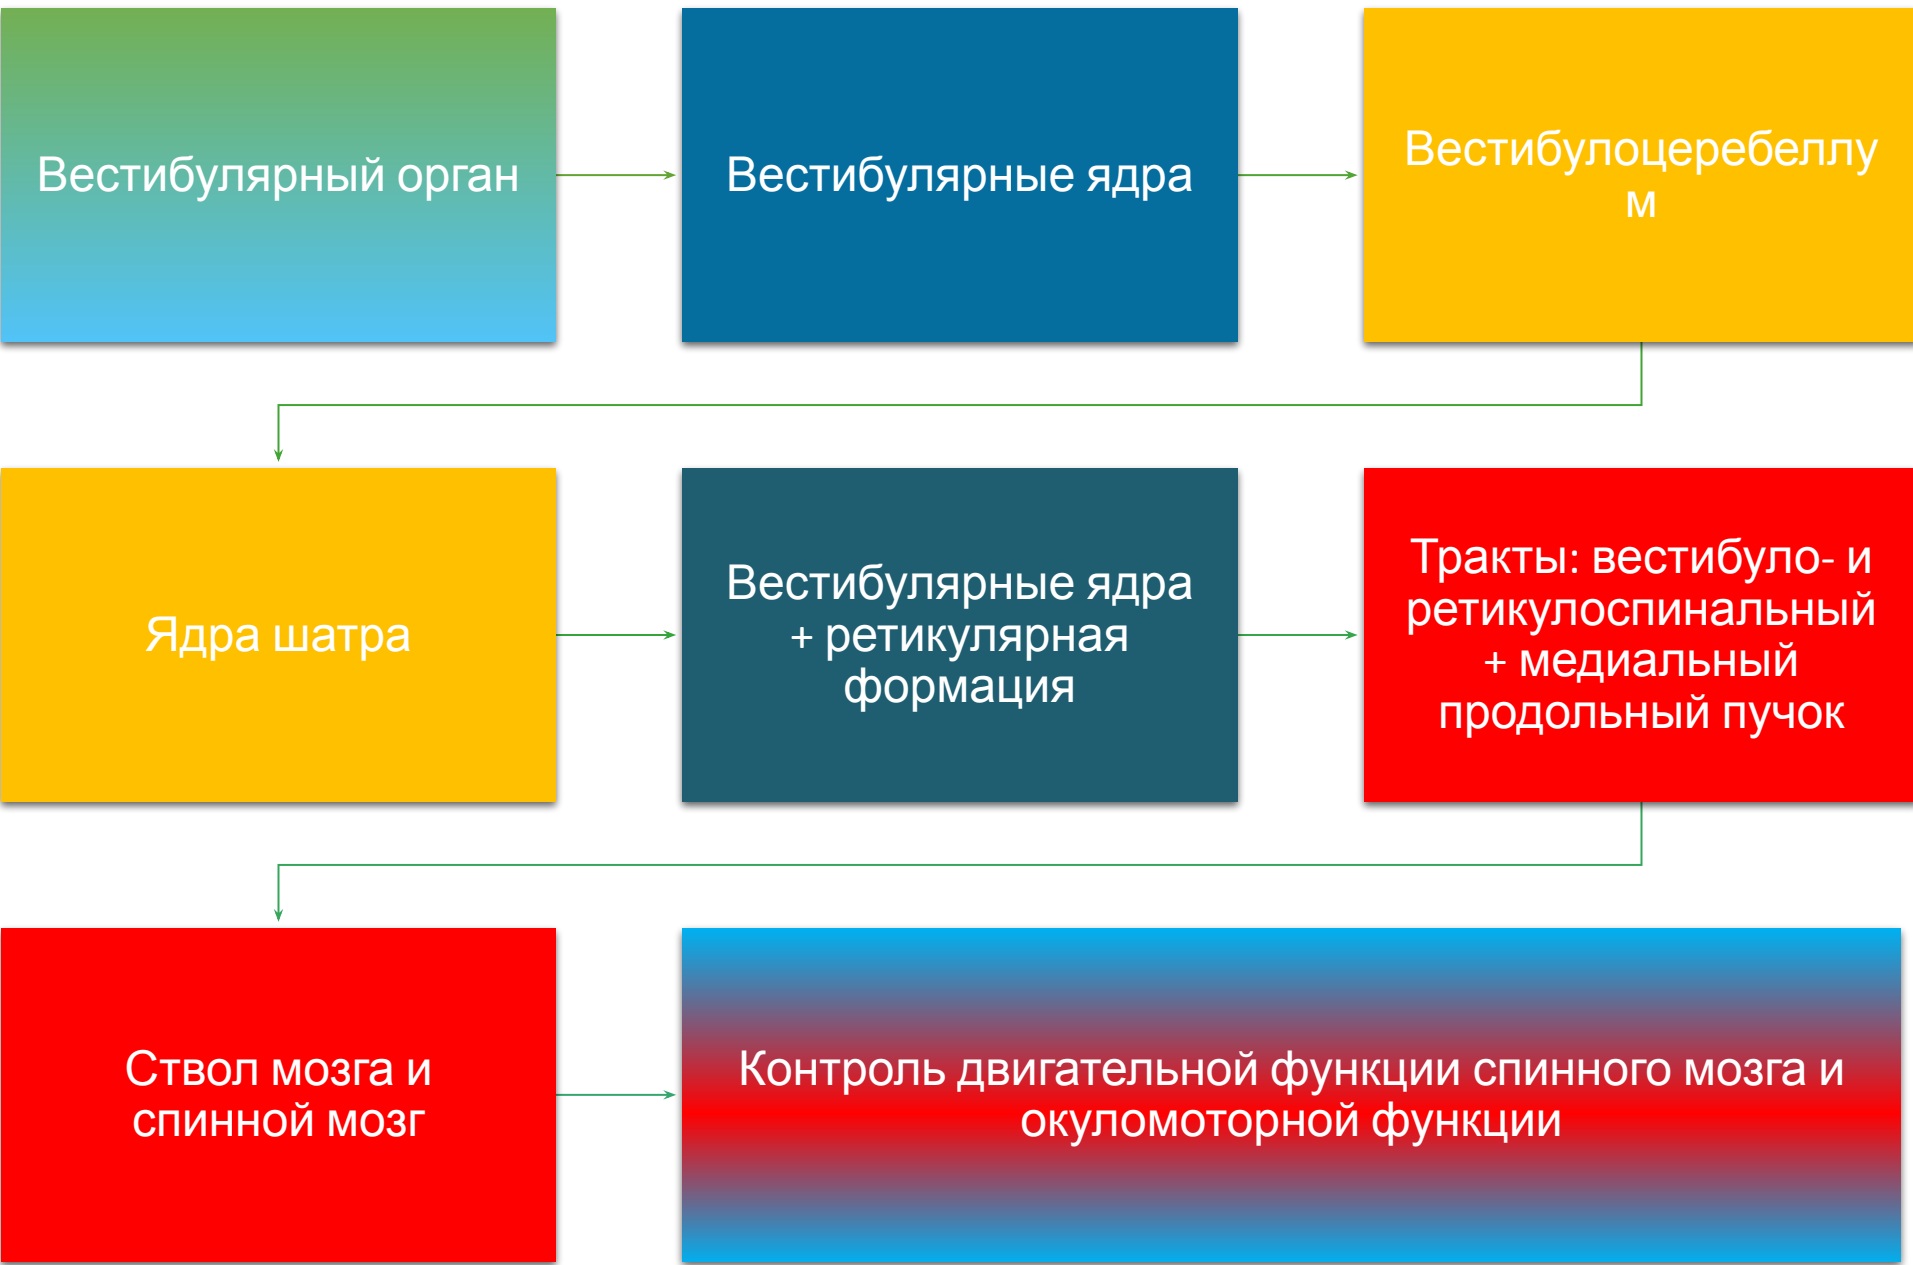 Вестибулярный орган
Вестибулярные ядра
Вестибулоцеребеллу
м
Ядра шатра
Вестибулярные ядра
+ ретикулярная
формация
Тракты: вестибуло- и
ретикулоспинальный
+ медиальный
продольный пучок
Ствол мозга и
спинной мозг
Контроль двигательной функции спинного мозга и
окуломоторной функции